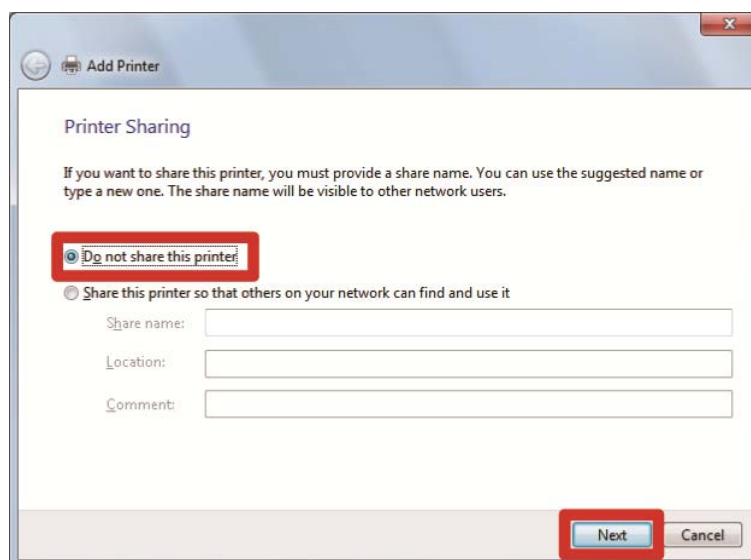 Add Printer
Printer Sharing
If you want to share this printer, you must provide a share name. You can use the suggested name or
type a new one. The share name will be visible to other network users.
Do not share this printer
Share this printer so that others on your network can find and use it
Share name:
Location:
Comment:
Next Cancel